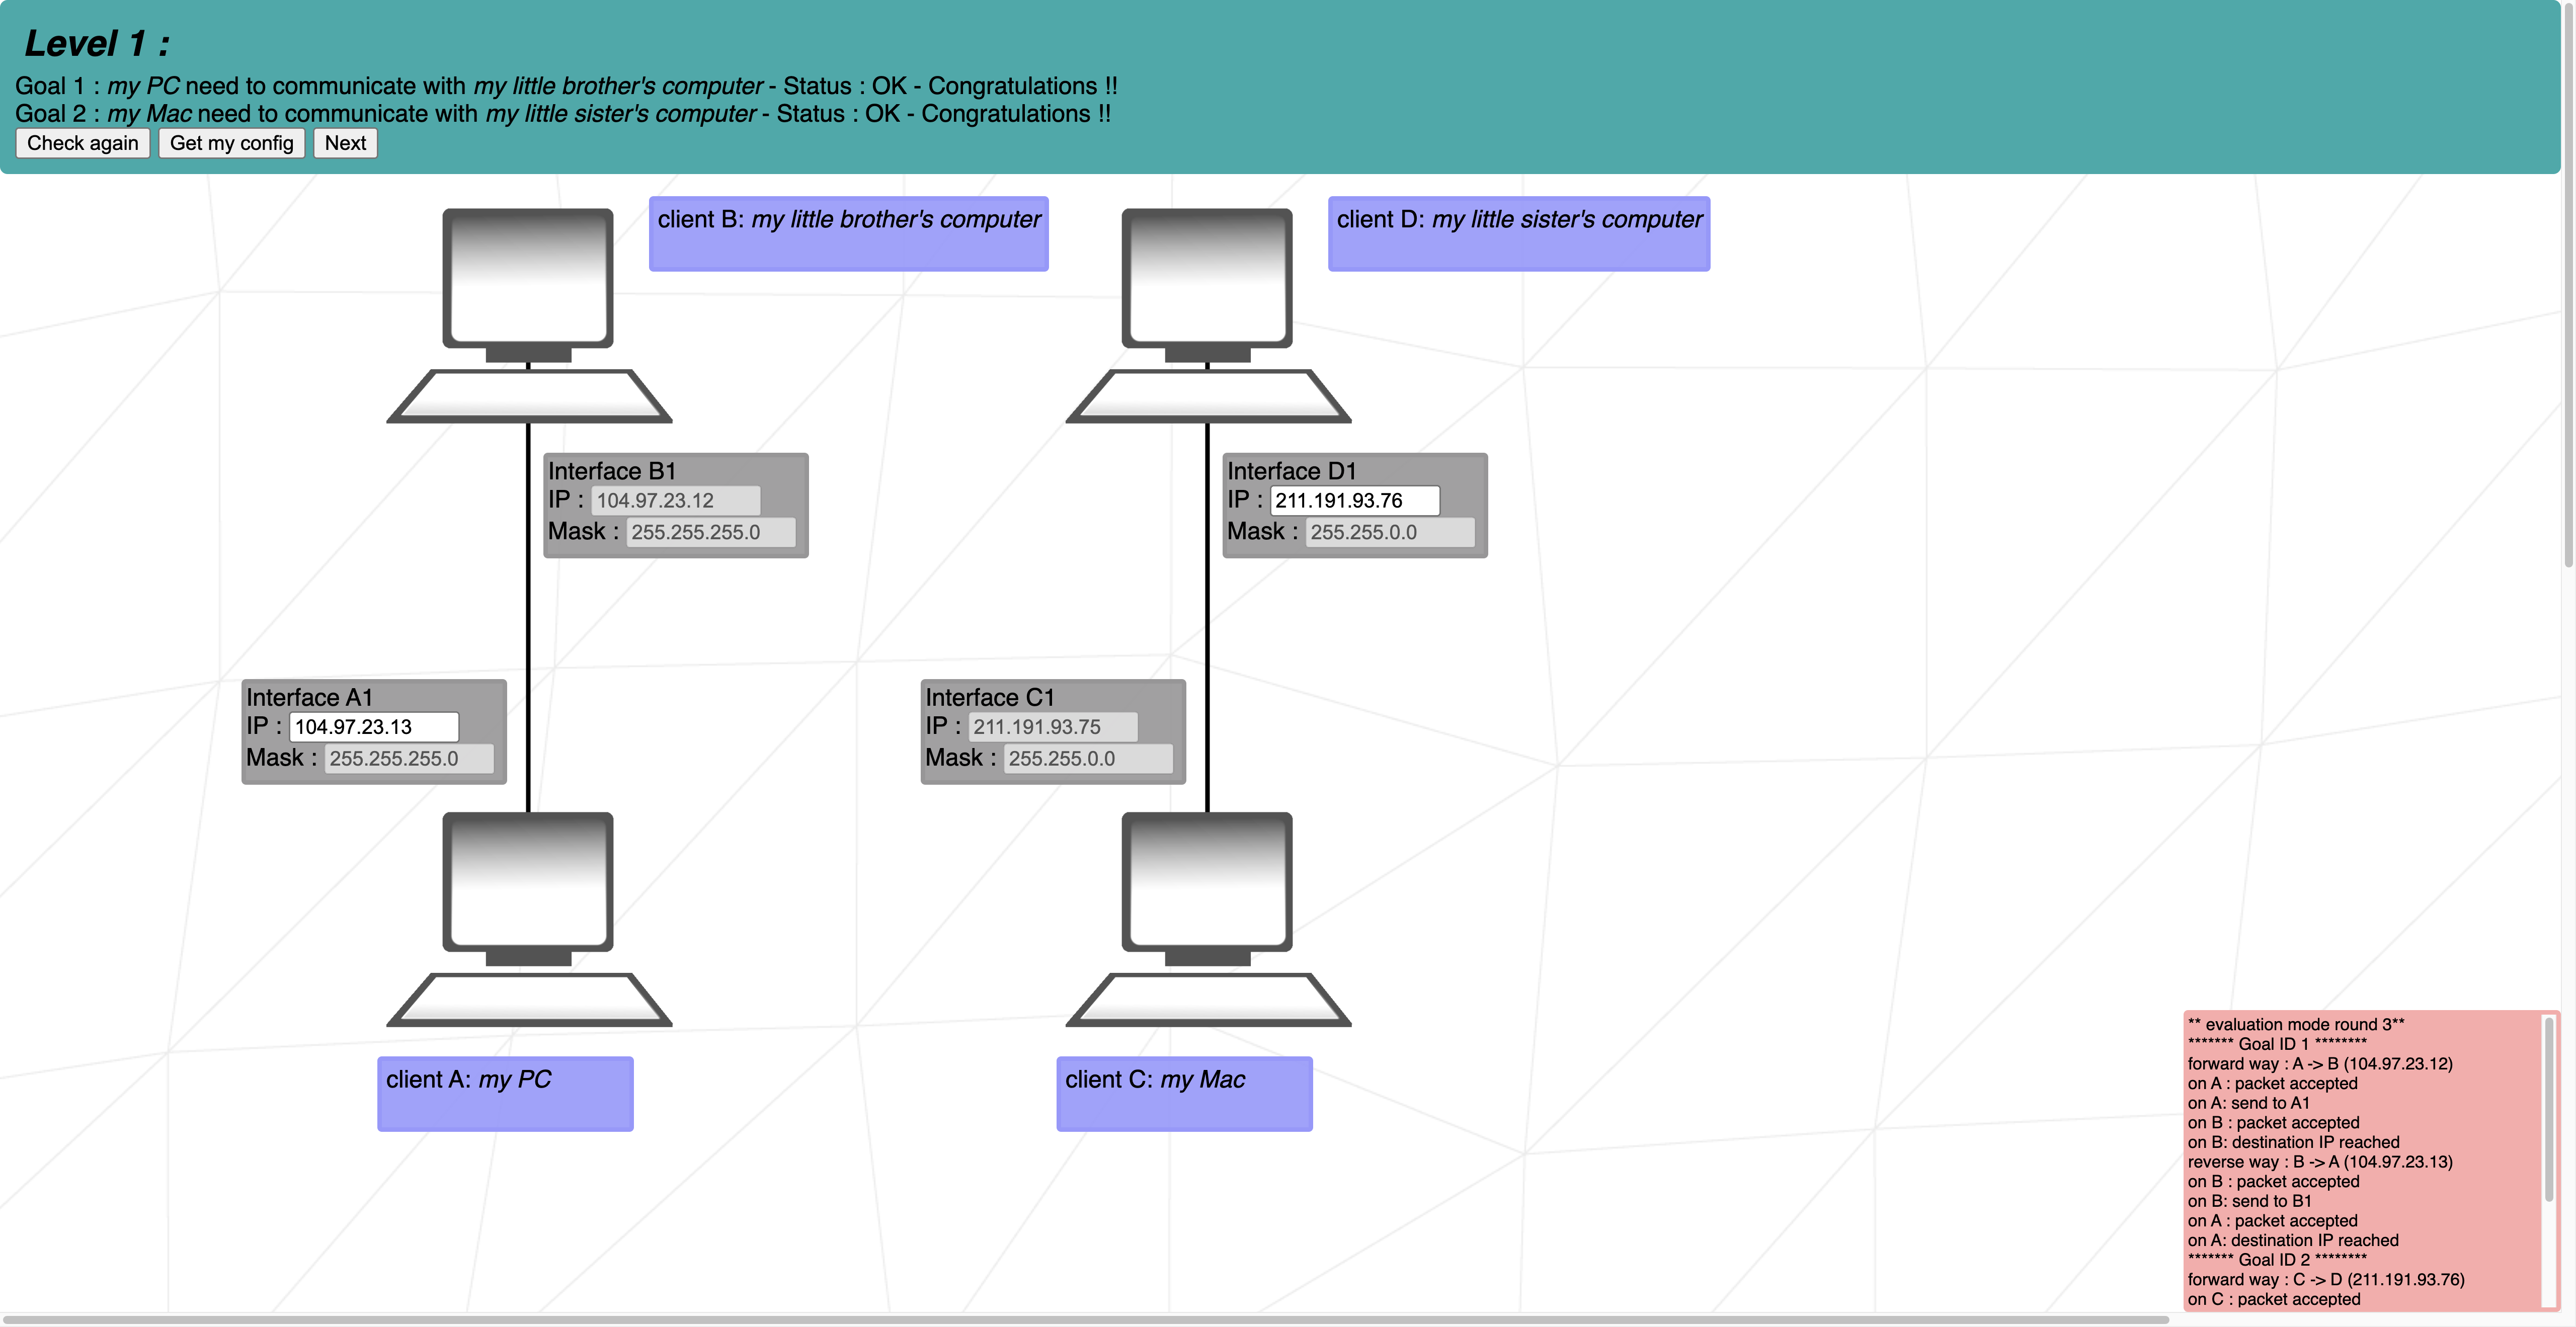 Level 1 :
Goal 1 : my PC need to communicate with my little brother's computer - Status : OK - Congratulations !!
Goal 2 : my Mac need to communicate with my little sister's computer - Status : OK - Congratulations !!
Check again Get my config Next
client B: my little brother's computer
client D: my little sister's computer
Interface B1
IP : 104.97.23.12
Mask : 255.255.255.0
Interface D1
IP : 211.191.93.76
Mask : 255.255.0.0
Interface A1
IP : 104.97.23.13
Mask : 255.255.255.0
Interface C1
IP : 211.191.93.75
Mask : 255.255.0.0
client A: my PC
client C: my Mac
** evaluation mode round 3**
******* Goal ID 1 ********
forward way : A -> B (104.97.23.12)
on A : packet accepted
on A: send to A1
on B : packet accepted
on B: destination IP reached
reverse way : B -> A (104.97.23.13)
on B : packet accepted
on B: send to B1
on A : packet accepted
on A: destination IP reached
******* Goal ID 2 ********
forward way : C -> D (211.191.93.76)
on C : packet accepted